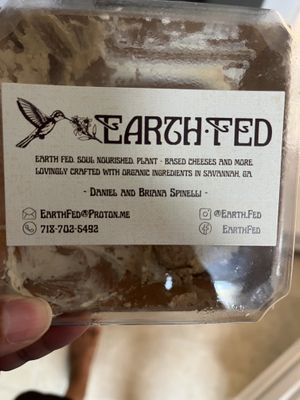 EARTH·FED
EARTH FED. SOUL NOURISHED. PLANT - BASED CHEESES AND MORE
LOVINGLY CRAFTED WITH ORGANIC INGREDIENTS IN SAVANNAH, GA
- DANIEL AND BRIANA SPINELLI -
EARTHFED@PROTON.ME @EARTH.FED
718-702-5492 EARTHFED